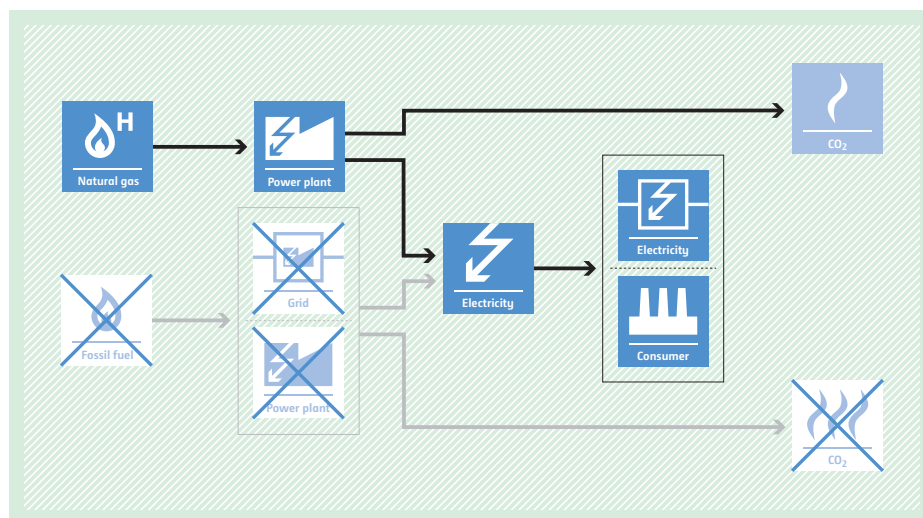 H
Natural gas
Power plant
CO₂
Electricity
Grid
Electricity
Fossil fuel
Consumer
Power plant
CO₂